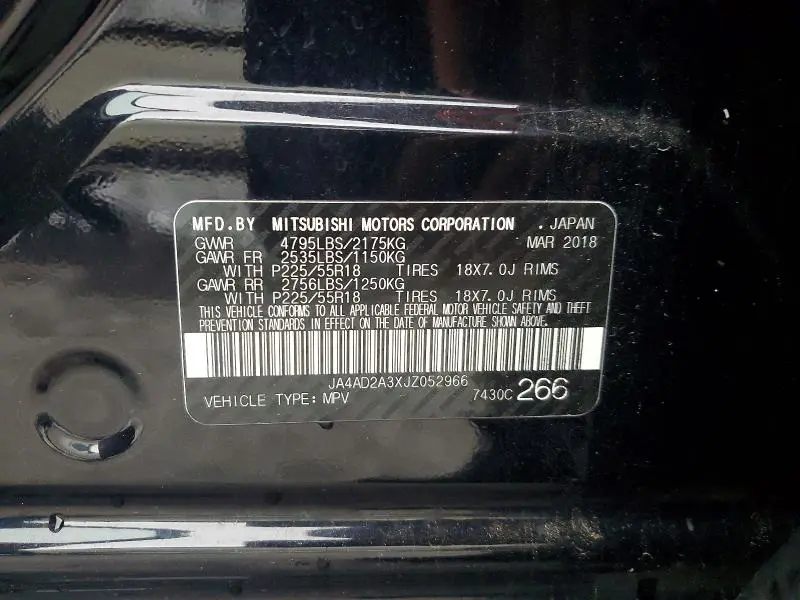 MFD.BY MITSUBISHI MOTORS CORPORATION . JAPAN
GVWR 4795LBS/2175KG MAR 2018
GAWR FR 2535LBS/1150KG
WITH P225/55R18 TIRES 18X7.0J RIMS
GAWR RR 2756LBS/1250KG
WITH P225/55R18 TIRES 18X7.0J RIMS
THIS VEHICLE CONFORMS TO ALL APPLICABLE FEDERAL MOTOR VEHICLE SAFETY AND THEFT
PREVENTION STANDARDS IN EFFECT ON THE DATE OF MANUFACTURE SHOWN ABOVE.
JA4AD2A3XJZ052966
VEHICLE TYPE: MPV 7430C 266